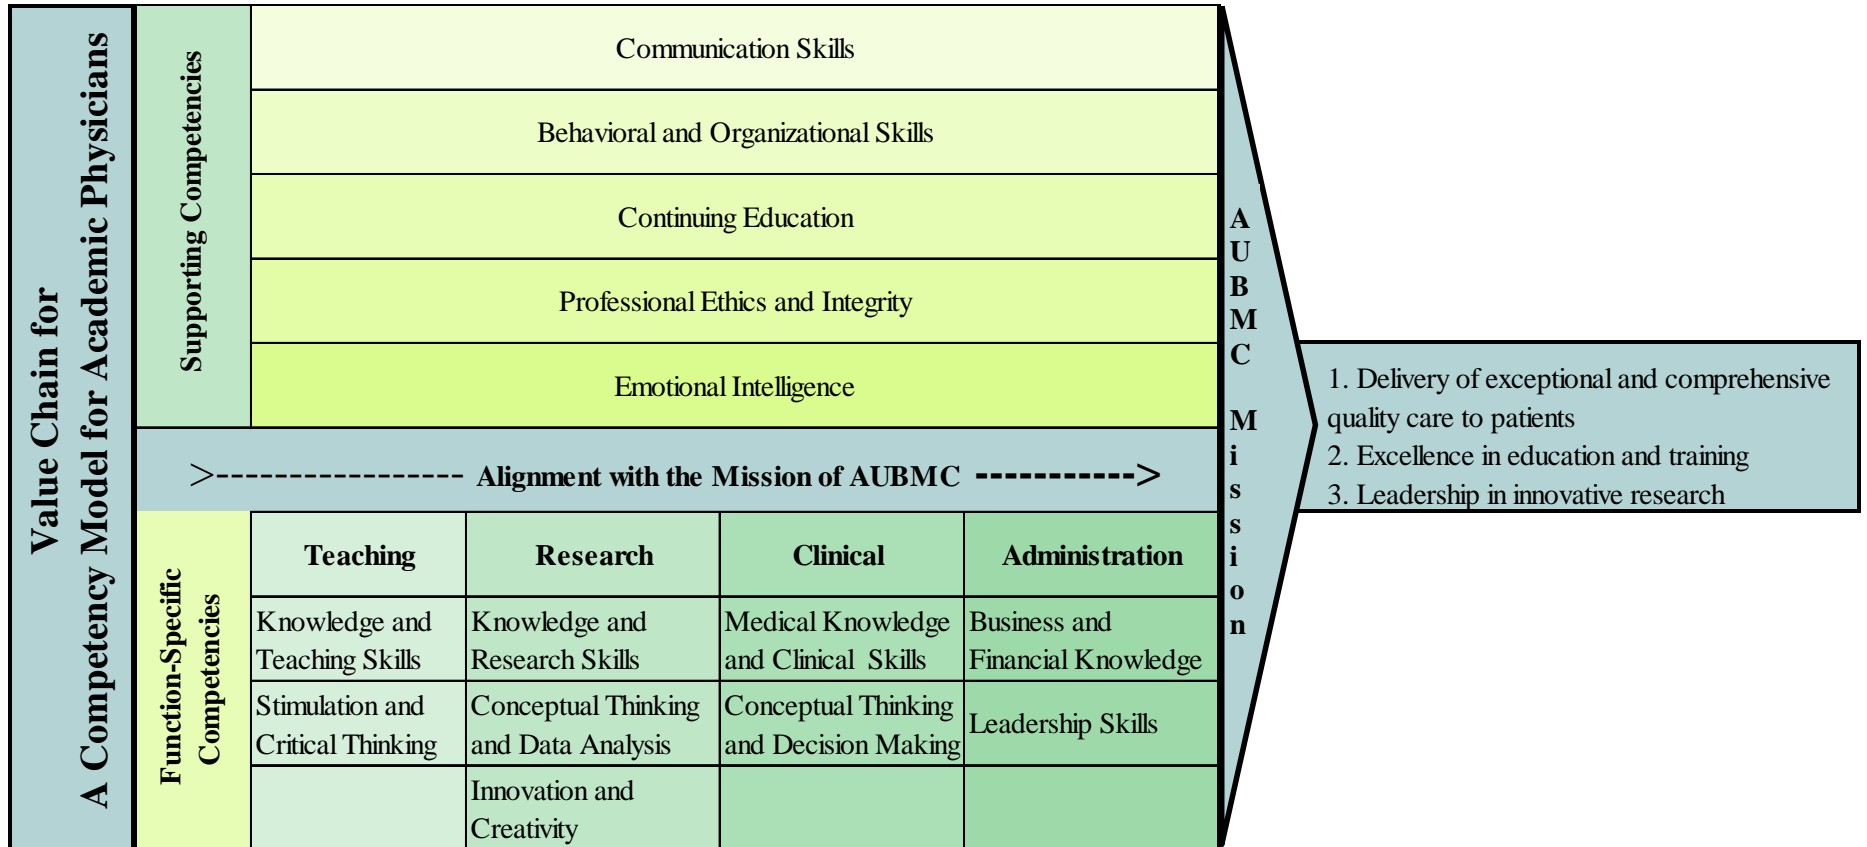 Value Chain for
A Competency Model for Academic Physicians
Supporting Competencies
Communication Skills
Behavioral and Organizational Skills
Continuing Education
Professional Ethics and Integrity
Emotional Intelligence
>------------------ Alignment with the Mission of AUBMC ----------->
Function-Specific
Competencies
Teaching
Research
Clinical
Administration
Knowledge and
Teaching Skills
Knowledge and
Research Skills
Medical Knowledge
and Clinical Skills
Business and
Financial Knowledge
Stimulation and
Critical Thinking
Conceptual Thinking
and Data Analysis
Conceptual Thinking
and Decision Making
Leadership Skills
Innovation and
Creativity
AUBMC Mission
1. Delivery of exceptional and comprehensive
quality care to patients
2. Excellence in education and training
3. Leadership in innovative research